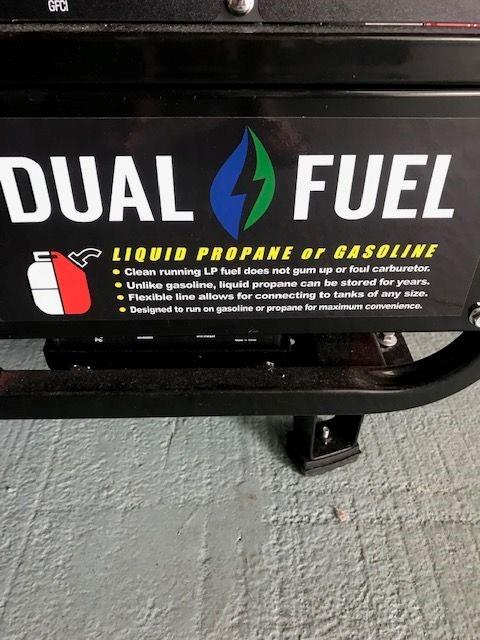 GFCI
DUAL FUEL
LIQUID PROPANE or GASOLINE
• Clean running LP fuel does not gum up or foul carburetor.
• Unlike gasoline, liquid propane can be stored for years.
• Flexible line allows for connecting to tanks of any size.
• Designed to run on gasoline or propane for maximum convenience.